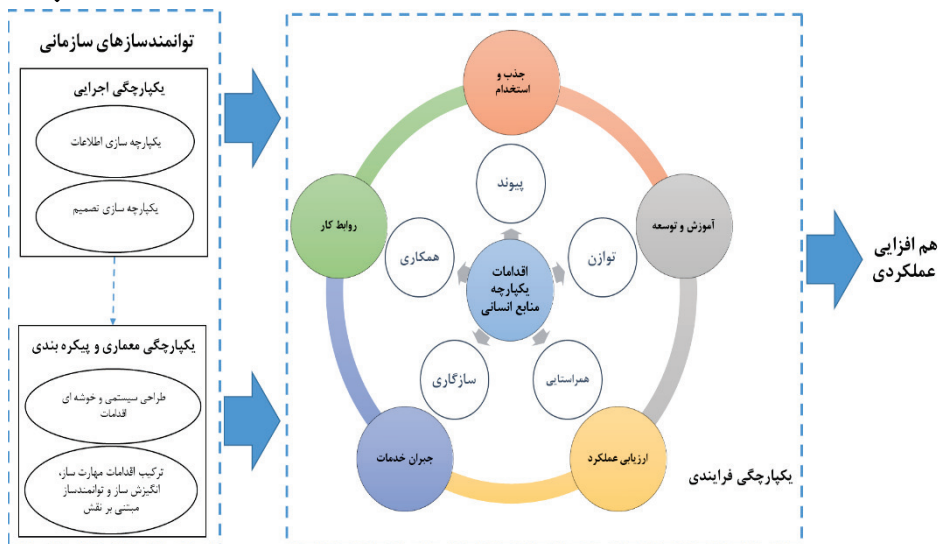 توانمندسازهای سازمانی
یکپارچگی اجرایی
یکپارچه سازی اطلاعات
یکپارچه سازی تصمیم
یکپارچگی معماری و پیکره بندی
طراحی سیستمی و خوشه ای
اقدامات
ترکیب اقدامات مهارت ساز،
انگیزش ساز و توانمندساز
مبتنی بر نقش
جذب و
استخدام
آموزش و توسعه
ارزیابی عملکرد
جبران خدمات
روابط کار
پیوند
توازن
همراستایی
سازگاری
همکاری
اقدامات
یکپارچه
منابع انسانی
یکپارچگی فرایندی
هم افزایی
عملکردی